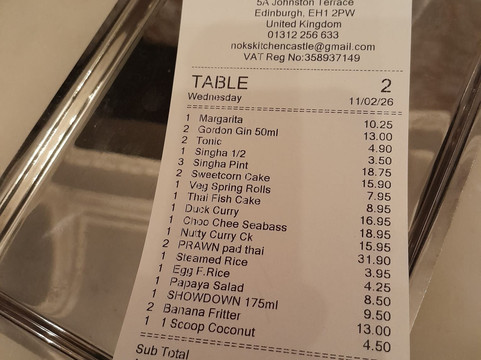 5A Johnston Terrace
Edinburgh, EH1 2PW
United Kingdom
01312 256 633
nokskitchencastle@gmail.com
VAT Reg No:358937149
TABLE 2
Wednesday 11/02/26
1 Margarita 10.25
2 Gordon Gin 50ml 13.00
2 Tonic 4.90
1 Singha 1/2 3.50
3 Singha Pint 18.75
2 Sweetcorn Cake 15.90
1 Veg Spring Rolls 7.95
1 Thai Fish Cake 8.95
1 Duck Curry 16.95
1 Choo Chee Seabass 18.95
1 Nutty Curry Ck 15.95
2 PRAWN pad thai 31.90
1 Steamed Rice 3.95
1 Egg F.Rice 4.25
1 Papaya Salad 8.50
1 SHOWDOWN 175ml 9.50
2 Banana Fritter 13.00
1 1 Scoop Coconut 4.50
Sub Total